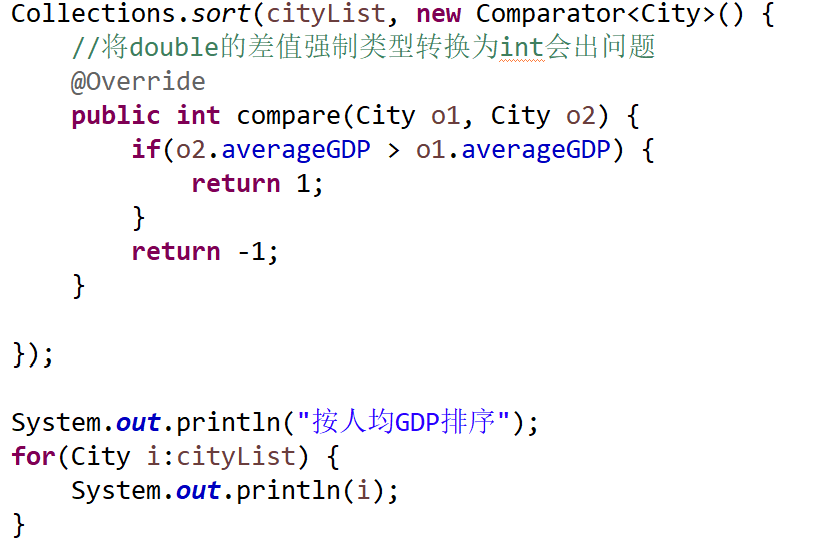 Collections.sort(cityList, new Comparator<City>() {
//将double的差值强制类型转换为int会出问题
@Override
public int compare(City o1, City o2) {
if(o2.averageGDP > o1.averageGDP) {
return 1;
}
return -1;
}
});
System.out.println("按人均GDP排序");
for(City i:cityList) {
System.out.println(i);
}